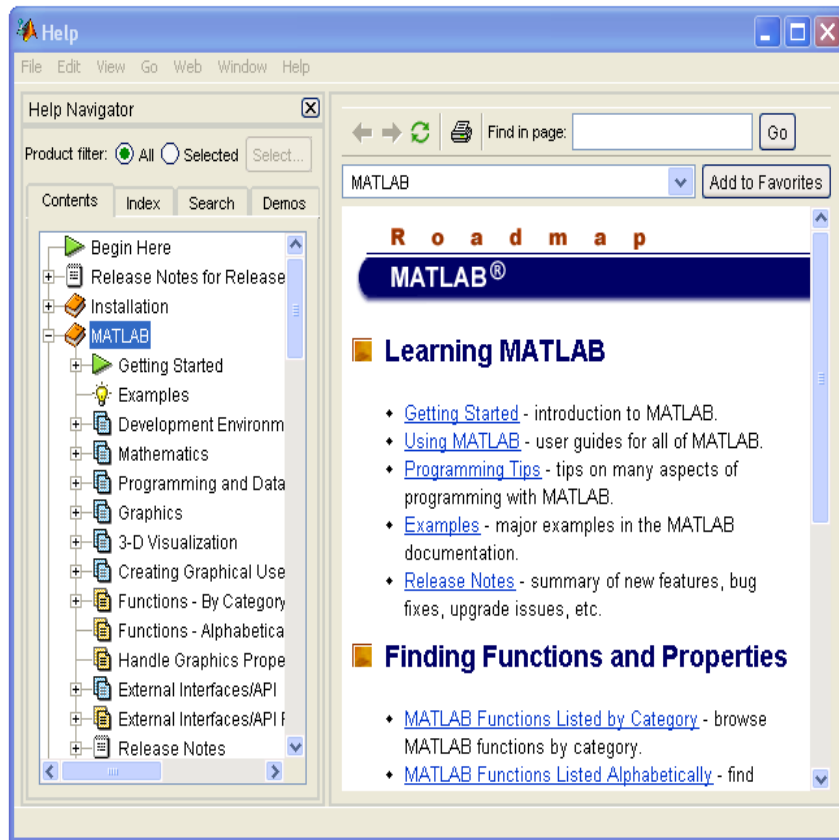 Help
File Edit View Go Web Window Help
Help Navigator
Product filter: All Selected Select...
Contents Index Search Demos
Begin Here
Release Notes for Release
Installation
MATLAB
Getting Started
Examples
Development Environm
Mathematics
Programming and Data
Graphics
3-D Visualization
Creating Graphical Use
Functions - By Category
Functions - Alphabetica
Handle Graphics Prope
External Interfaces/API
External Interfaces/API F
Release Notes
Find in page: Go
MATLAB Add to Favorites
Roadmap
MATLAB®
Learning MATLAB
Getting Started - introduction to MATLAB.
Using MATLAB - user guides for all of MATLAB.
Programming Tips - tips on many aspects of
programming with MATLAB.
Examples - major examples in the MATLAB
documentation.
Release Notes - summary of new features, bug
fixes, upgrade issues, etc.
Finding Functions and Properties
MATLAB Functions Listed by Category - browse
MATLAB functions by category.
MATLAB Functions Listed Alphabetically - find